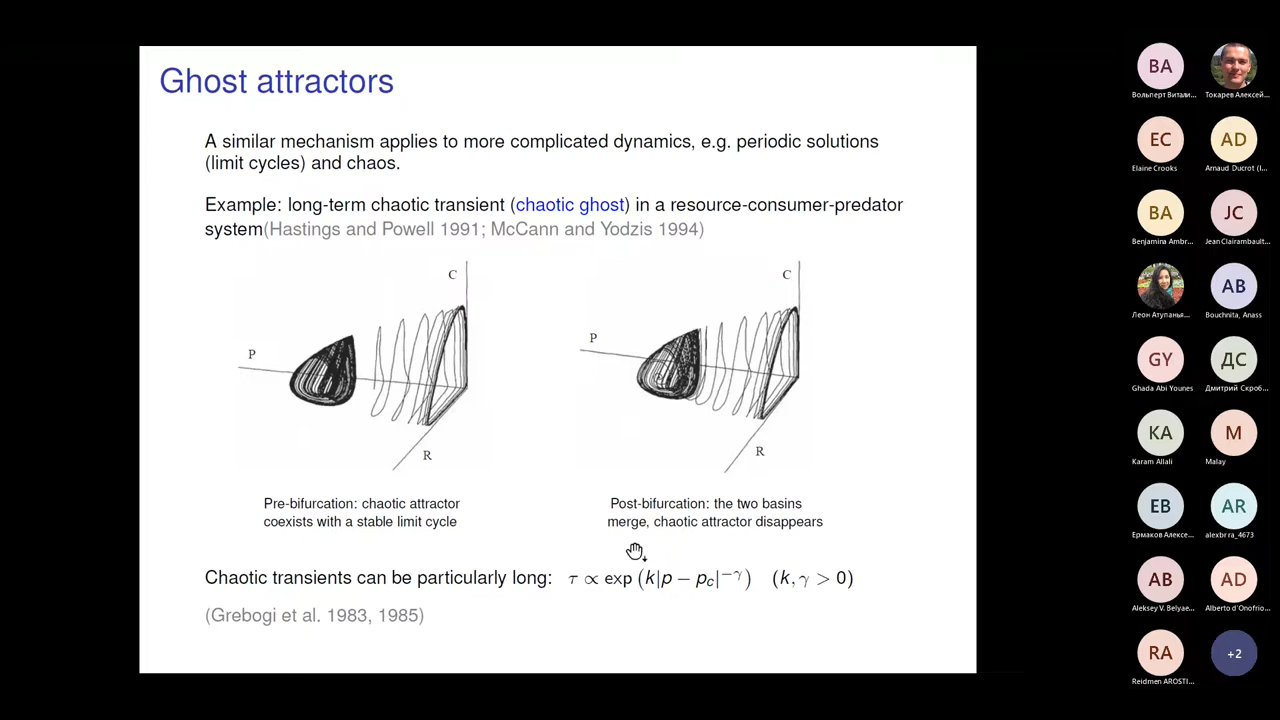 Ghost attractors
A similar mechanism applies to more complicated dynamics, e.g. periodic solutions
(limit cycles) and chaos.
Example: long-term chaotic transient (chaotic ghost) in a resource-consumer-predator
system(Hastings and Powell 1991; McCann and Yodzis 1994)
C
P
R
C
P
R
Pre-bifurcation: chaotic attractor
coexists with a stable limit cycle
Post-bifurcation: the two basins
merge, chaotic attractor disappears
Chaotic transients can be particularly long: τ ∝ exp (k|p − p_c|^{−γ}) (k, γ > 0)
(Grebogi et al. 1983, 1985)
BA
Вольперт Витали...
Токарев Алексей...
EC
Elaine Crooks
AD
Arnaud Ducrot (I...
BA
Benjamina Ambr...
JC
Jean Clairambault...
Леон Атупанья...
AB
Bouchnita, Anass
GY
Ghada Abi Younes
ДС
Дмитрий Скроб...
KA
Karam Allali
M
Malay
EB
Ермаков Алексе...
AR
alexbrra_4673
AB
Aleksey V. Belyae...
AD
Alberto d'Onofrio...
RA
Reidmen AROSTI...
+2